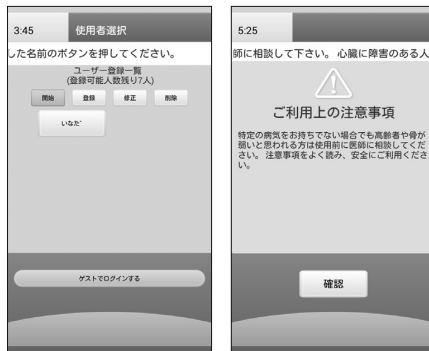 3:45
使用者選択
した名前のボタンを押してください。
ユーザー登録一覧
(登録可能人数残り7人)
開始
登録
修正
削除
いなだ
ゲストでログインする
5:25
師に相談して下さい。 心臓に障害のある人
ご利用上の注意事項
特定の病気をお持ちでない場合でも高齢者や骨が
弱いと思われる方は使用前に医師に相談してくだ
さい。 注意事項をよく読み、安全にご利用くださ
い。
確認